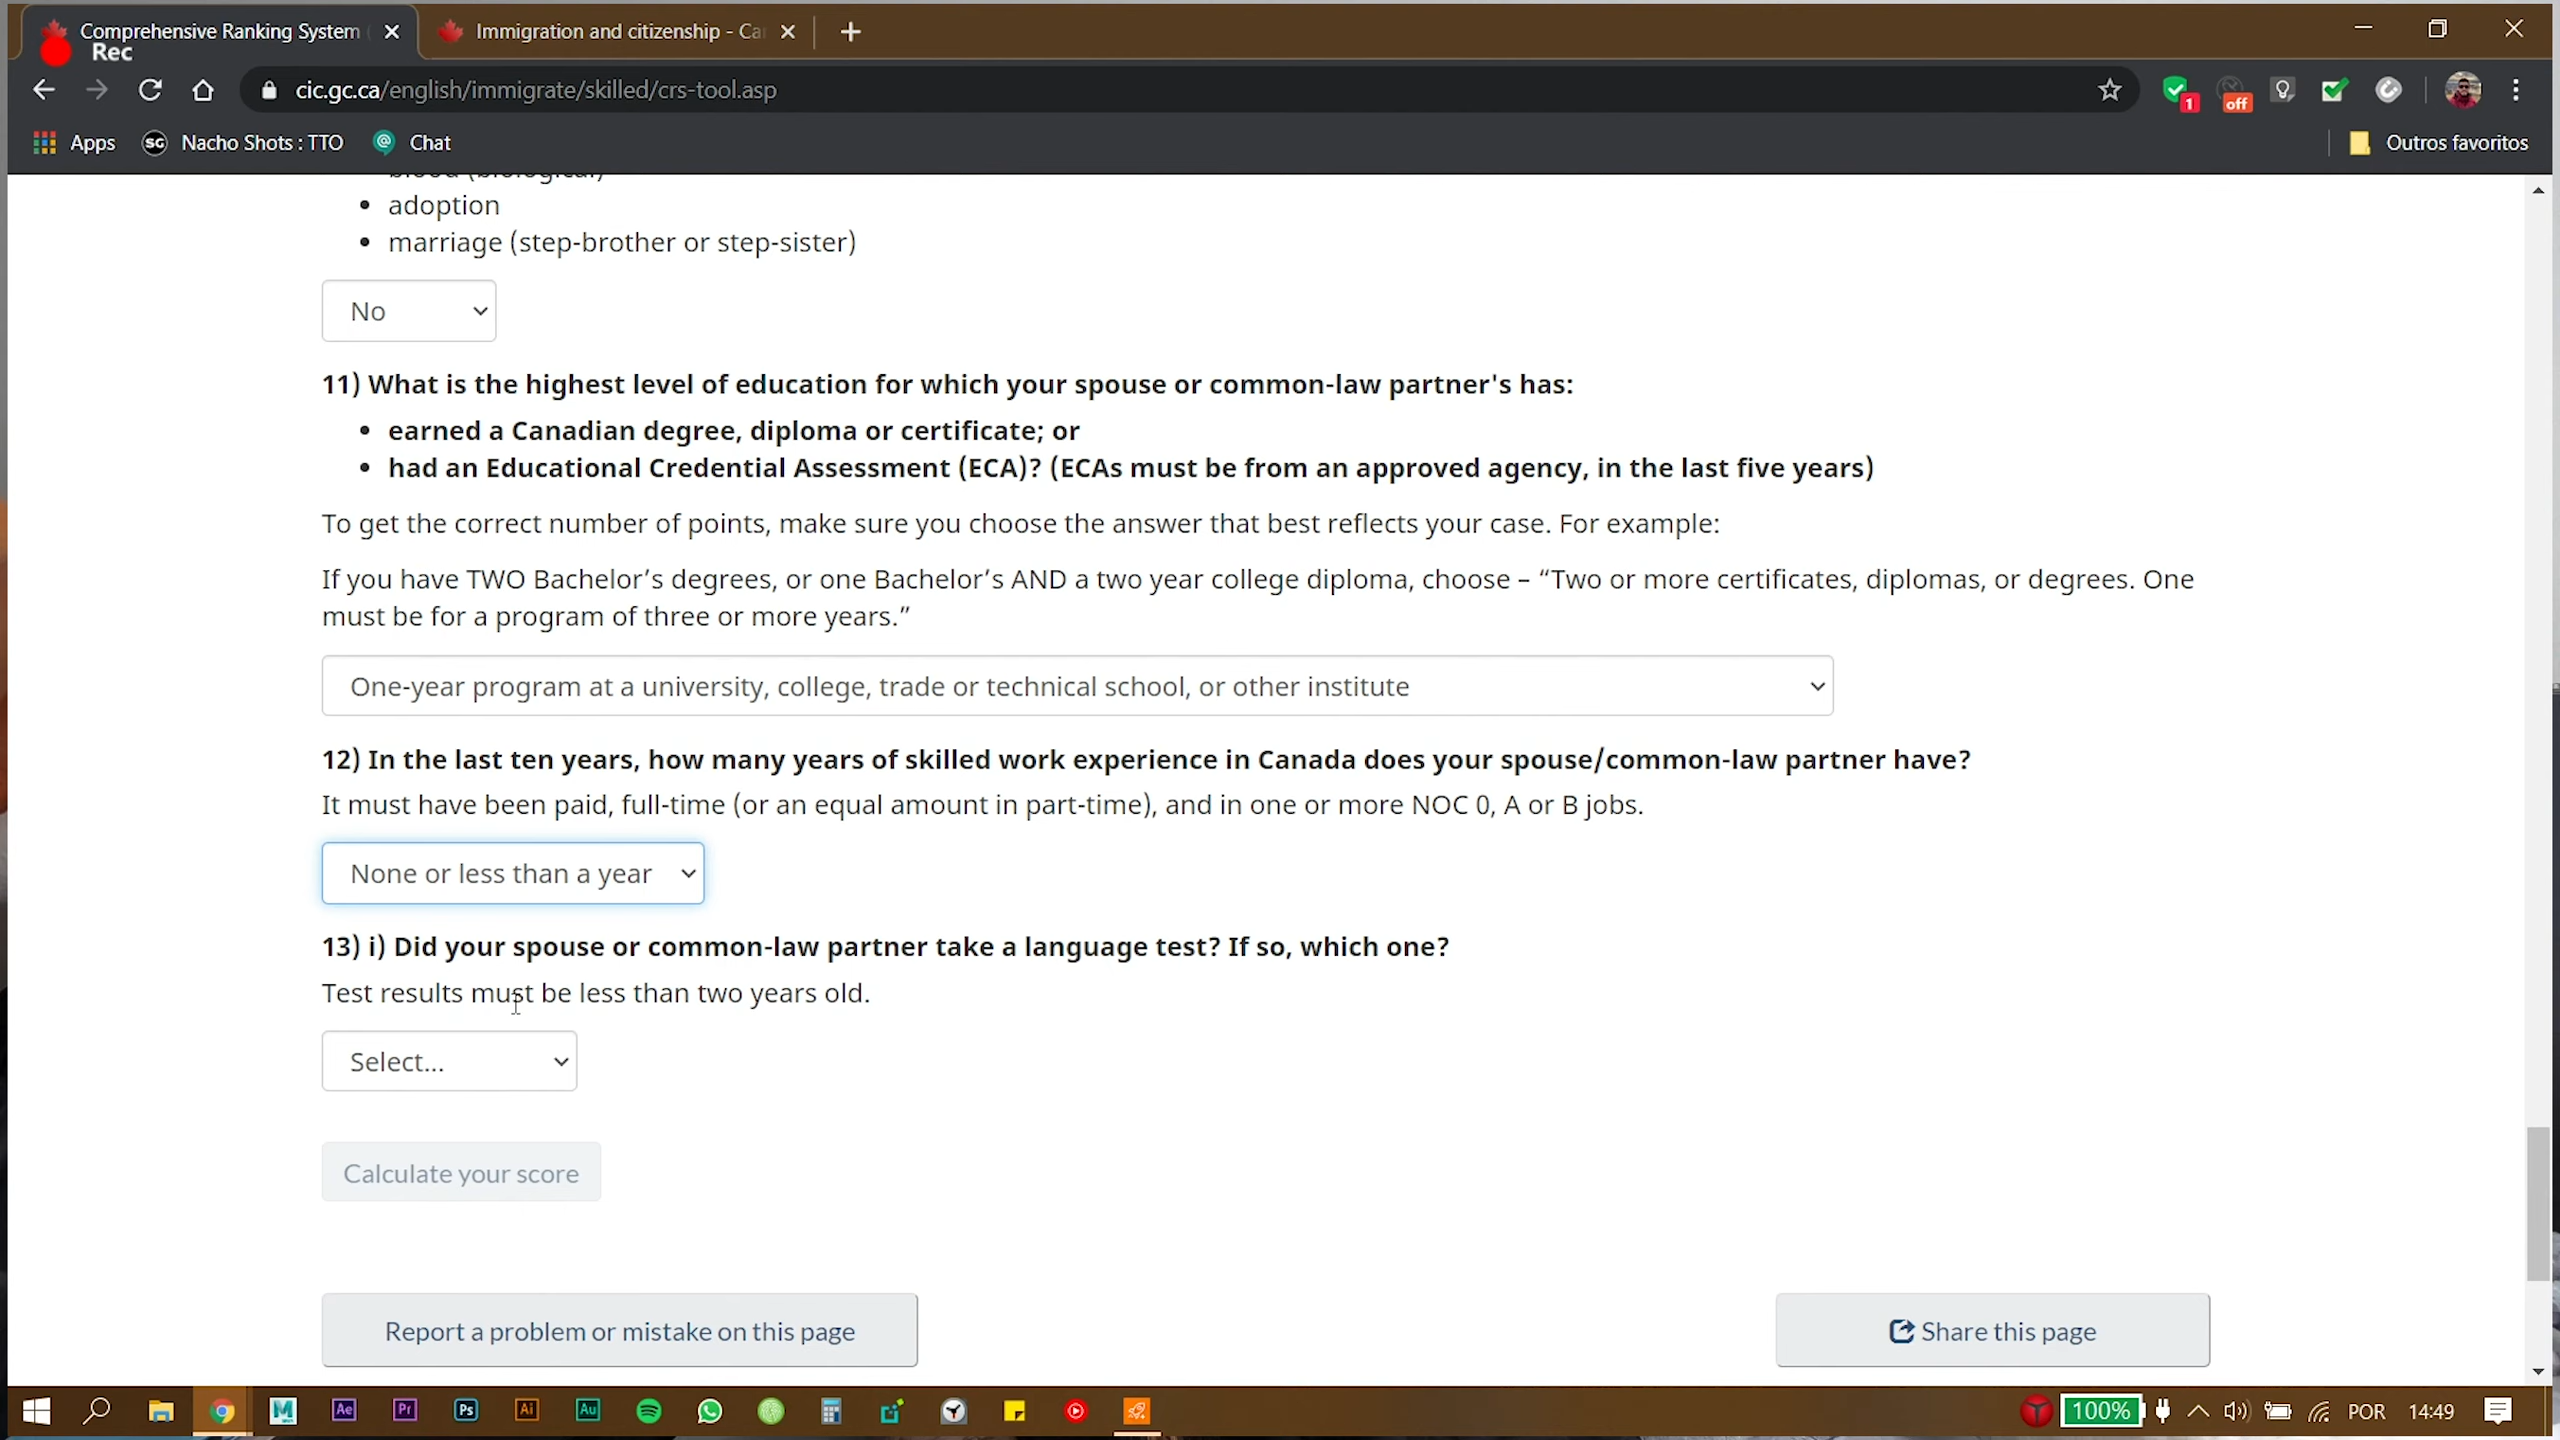 Comprehensive Ranking System (
Immigration and citizenship - Ca
Rec
cic.gc.ca/english/immigrate/skilled/crs-tool.asp
1
off
Apps
SG
Nacho Shots : TTO
Chat
Outros favoritos
blood (biological)
• adoption
• marriage (step-brother or step-sister)
No
11) What is the highest level of education for which your spouse or common-law partner's has:
• earned a Canadian degree, diploma or certificate; or
• had an Educational Credential Assessment (ECA)? (ECAs must be from an approved agency, in the last five years)
To get the correct number of points, make sure you choose the answer that best reflects your case. For example:
If you have TWO Bachelor’s degrees, or one Bachelor’s AND a two year college diploma, choose – “Two or more certificates, diplomas, or degrees. One
must be for a program of three or more years.”
One-year program at a university, college, trade or technical school, or other institute
12) In the last ten years, how many years of skilled work experience in Canada does your spouse/common-law partner have?
It must have been paid, full-time (or an equal amount in part-time), and in one or more NOC 0, A or B jobs.
None or less than a year
13) i) Did your spouse or common-law partner take a language test? If so, which one?
Test results must be less than two years old.
Select...
Calculate your score
Report a problem or mistake on this page
Share this page
M
Ae
Pr
Ps
Ai
Au
100%
POR
14:49